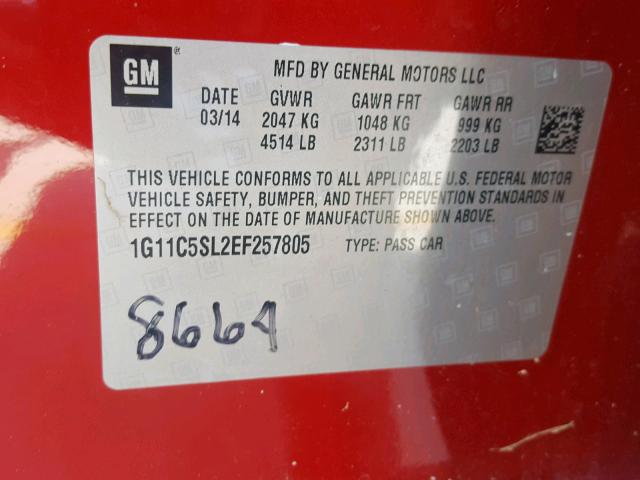 GM ®
MFD BY GENERAL MOTORS LLC
DATE GVWR GAWR FRT GAWR RR
03/14 2047 KG 1048 KG 999 KG
4514 LB 2311 LB 2203 LB
THIS VEHICLE CONFORMS TO ALL APPLICABLE U.S. FEDERAL MOTOR
VEHICLE SAFETY, BUMPER, AND THEFT PREVENTION STANDARDS IN
EFFECT ON THE DATE OF MANUFACTURE SHOWN ABOVE.
1G11C5SL2EF257805 TYPE: PASS CAR
8664